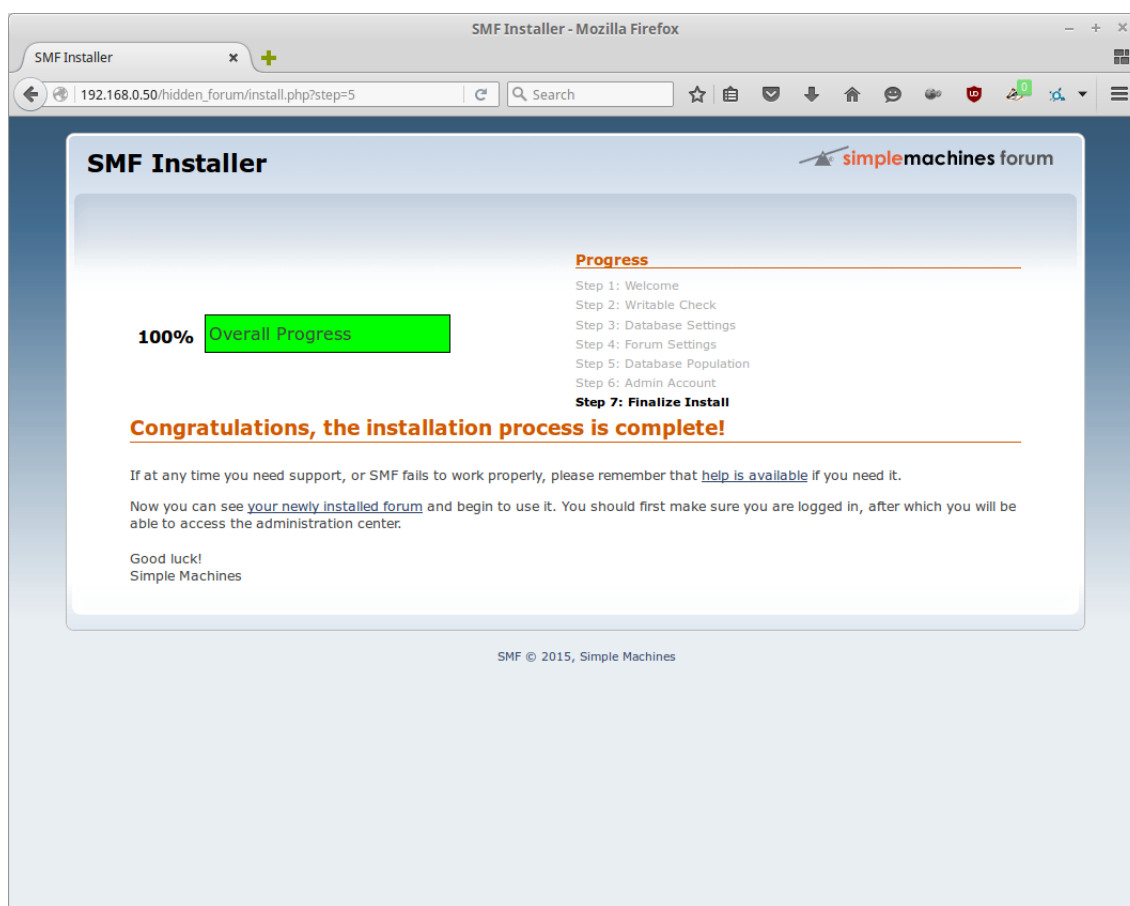 SMF Installer - Mozilla Firefox
SMF Installer
192.168.0.50/hidden_forum/install.php?step=5
Search
0
SMF Installer
simplemachines forum
Progress
Step 1: Welcome
Step 2: Writable Check
Step 3: Database Settings
Step 4: Forum Settings
Step 5: Database Population
Step 6: Admin Account
Step 7: Finalize Install
100%
Overall Progress
Congratulations, the installation process is complete!
If at any time you need support, or SMF fails to work properly, please remember that help is available if you need it.
Now you can see your newly installed forum and begin to use it. You should first make sure you are logged in, after which you will be
able to access the administration center.
Good luck!
Simple Machines
SMF © 2015, Simple Machines